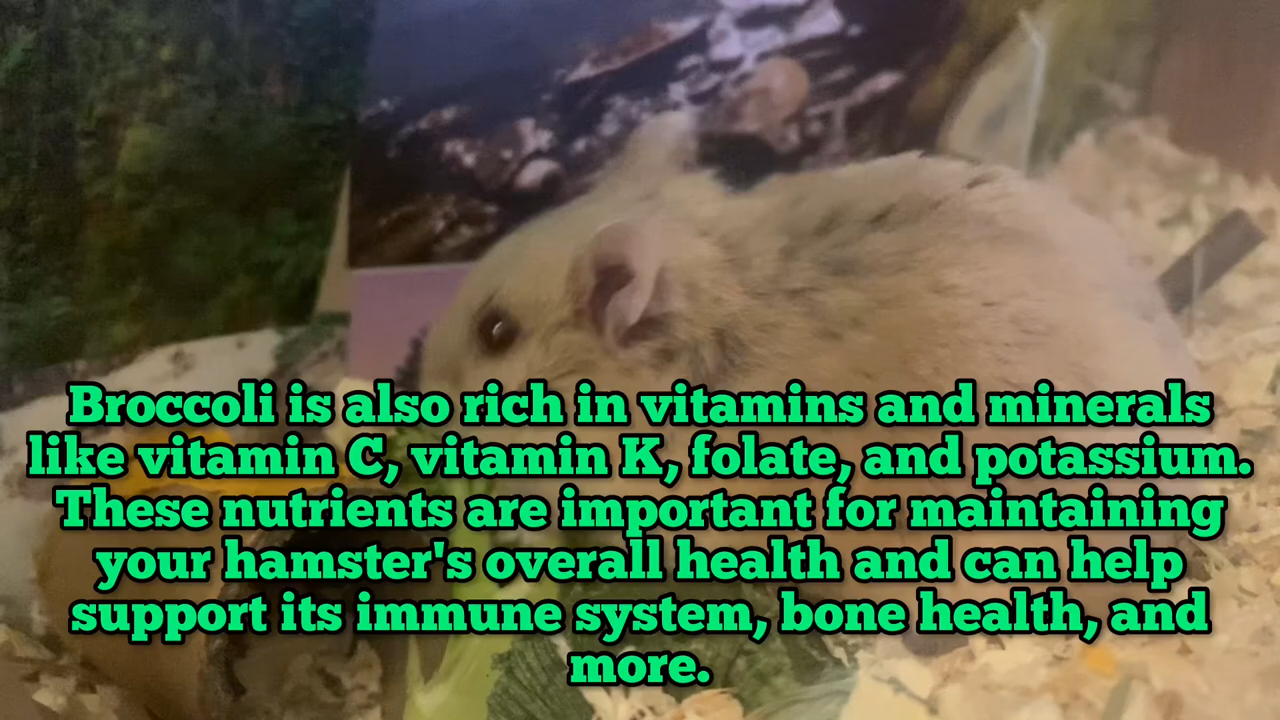 Broccoli is also rich in vitamins and minerals
like vitamin C, vitamin K, folate, and potassium.
These nutrients are important for maintaining
your hamster's overall health and can help
support its immune system, bone health, and
more.